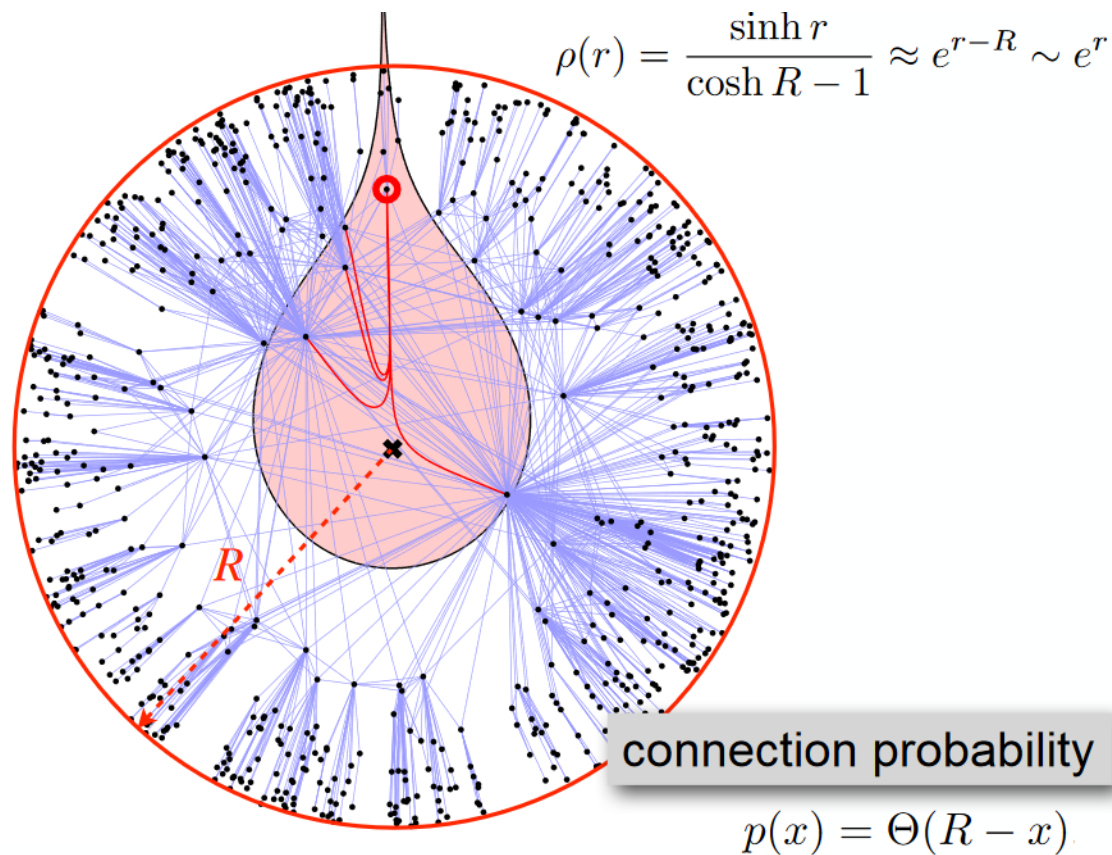 ρ(r) = sinh r / (cosh R − 1) ≈ e^{r−R} ∼ e^r
R
connection probability
p(x) = Θ(R − x)